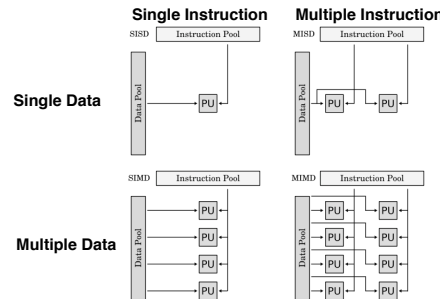 Single Instruction Multiple Instruction
SISD Instruction Pool MISD Instruction Pool
Single Data
Data Pool
PU
Data Pool
PU PU
SIMD Instruction Pool MIMD Instruction Pool
Multiple Data
Data Pool
PU
PU
PU
PU
Data Pool
PU PU
PU PU
PU PU
PU PU